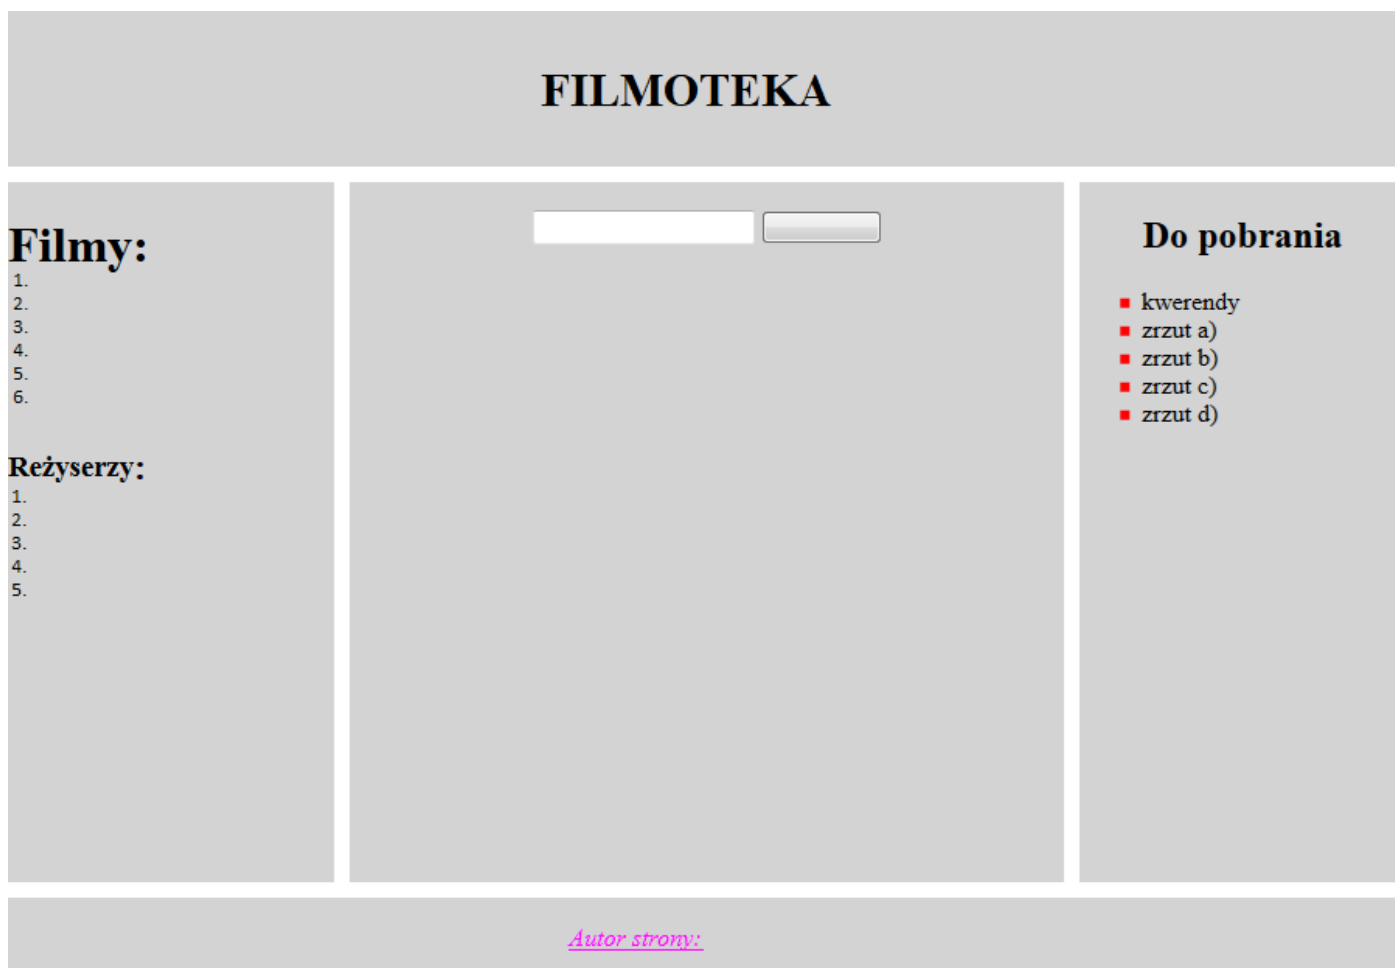 FILMOTEKA
Filmy:
1.
2.
3.
4.
5.
6.
Reżyserzy:
1.
2.
3.
4.
5.
Do pobrania
kwerendy
zrzut a)
zrzut b)
zrzut c)
zrzut d)
Autor strony: